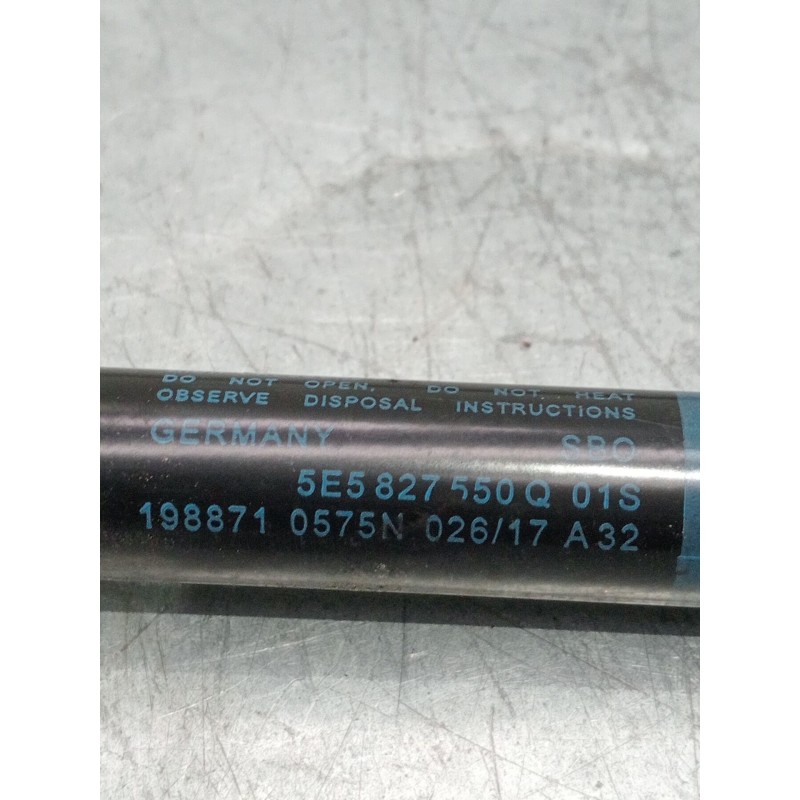 DO NOT OPEN, DO NOT HEAT
OBSERVE DISPOSAL INSTRUCTIONS
GERMANY SBO
5E5 827 550 Q 01S
198871 0575N 026/17 A32